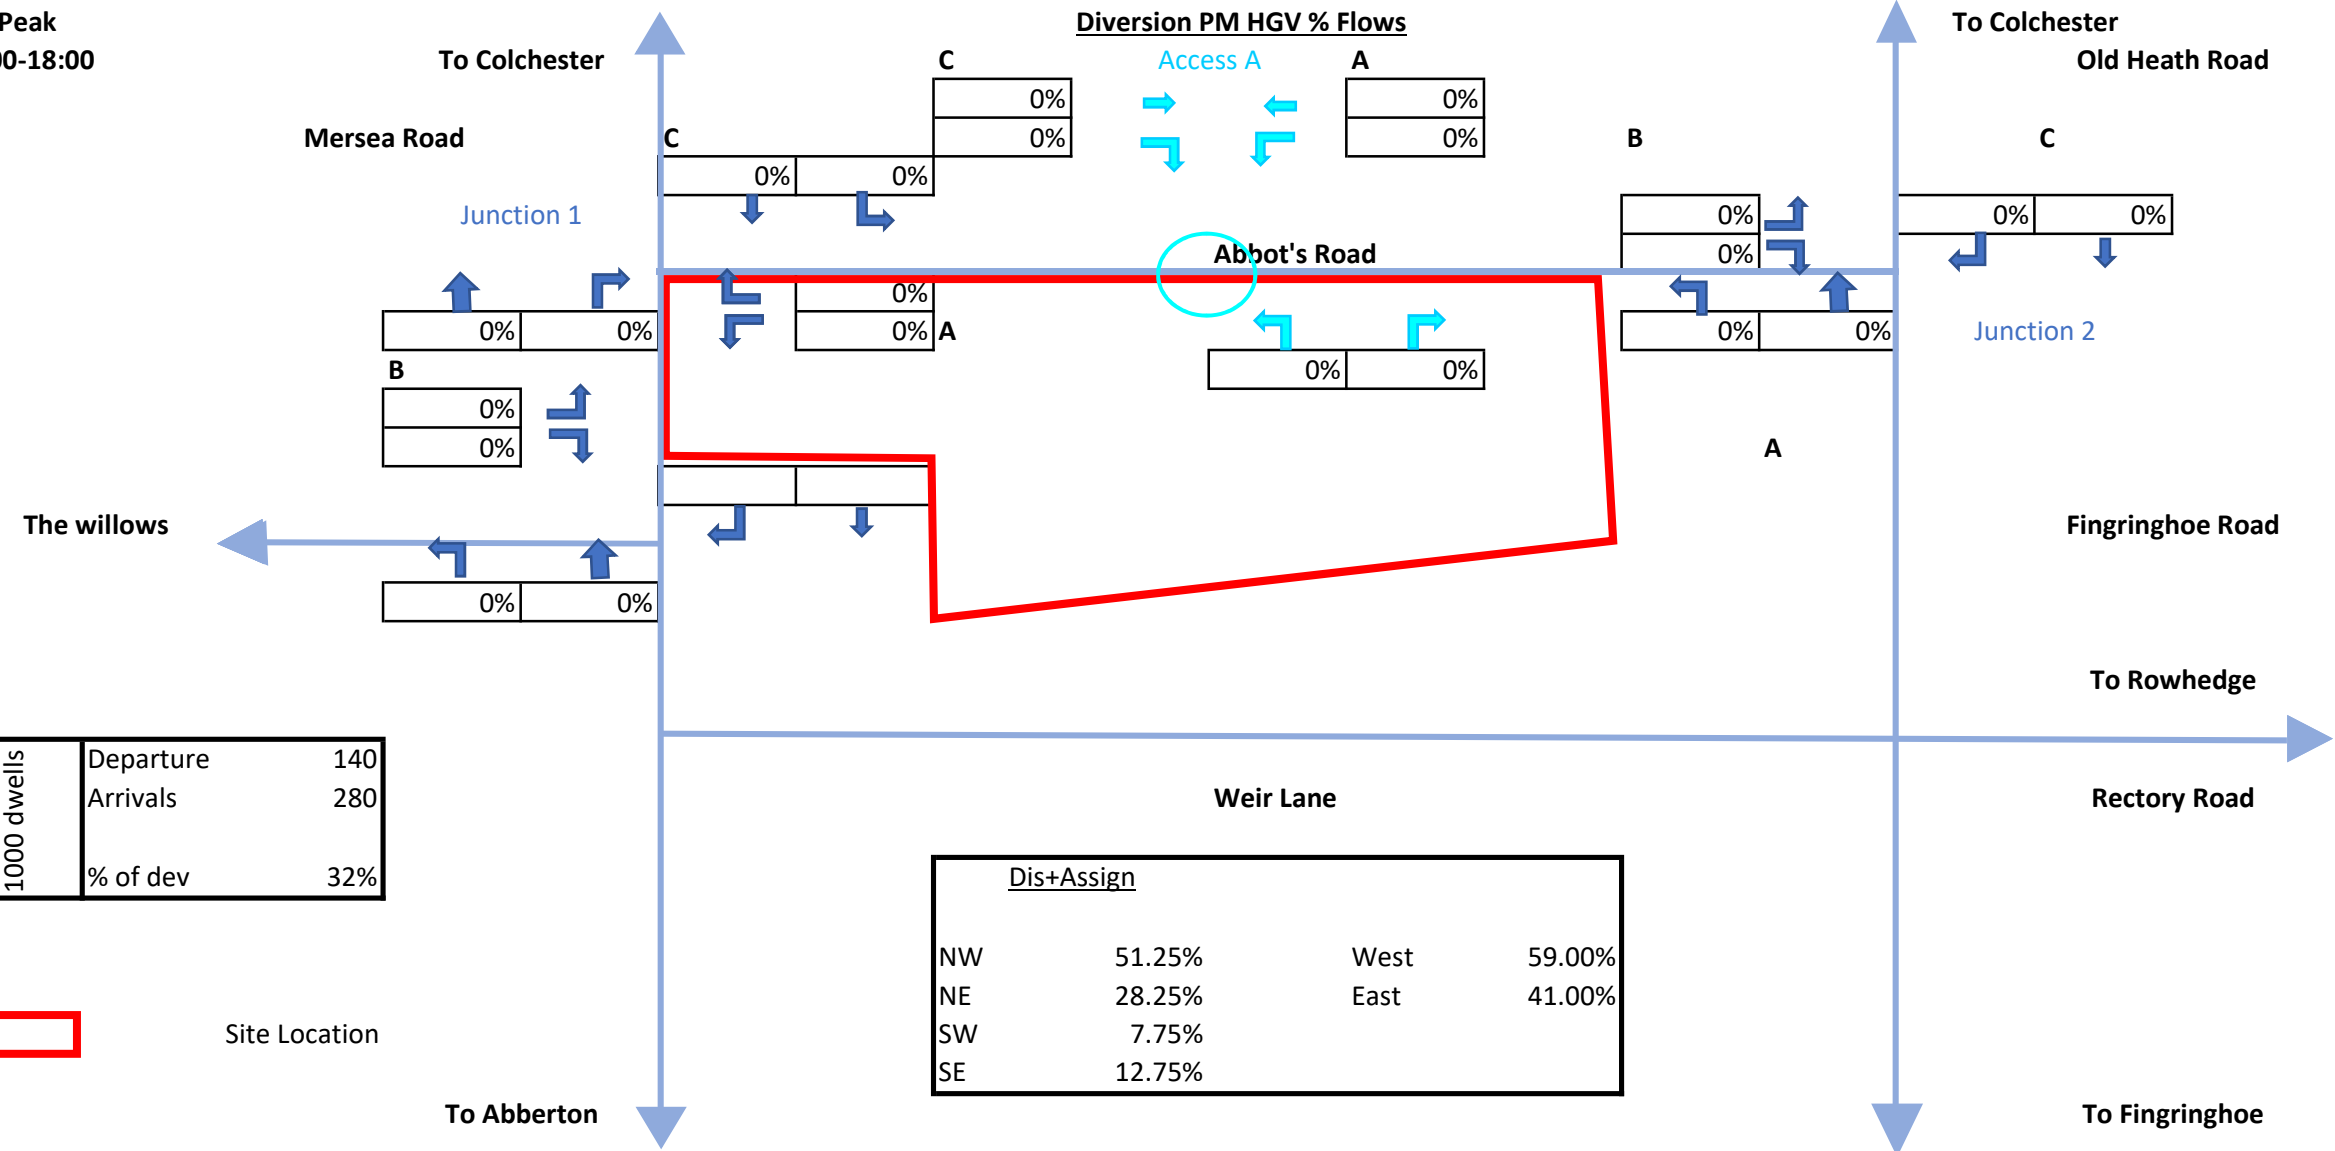 Peak
Diversion PM HGV % Flows
To Colchester
00-18:00
To Colchester
C
Access A
A
Old Heath Road
0%
0%
Mersea Road
C
0%
0%
B
C
0%
0%
Junction 1
0%
0%
0%
Abbot's Road
0%
0%
0%
0%
0%
A
0%
0%
Junction 2
B
0%
0%
0%
0%
A
The willows
Fingringhoe Road
0%
0%
To Rowhedge
1000 dwells
Departure 140
Arrivals 280
% of dev 32%
Weir Lane
Rectory Road
Dis+Assign
NW 51.25% West 59.00%
NE 28.25% East 41.00%
SW 7.75%
SE 12.75%
Site Location
To Abberton
To Fingringhoe